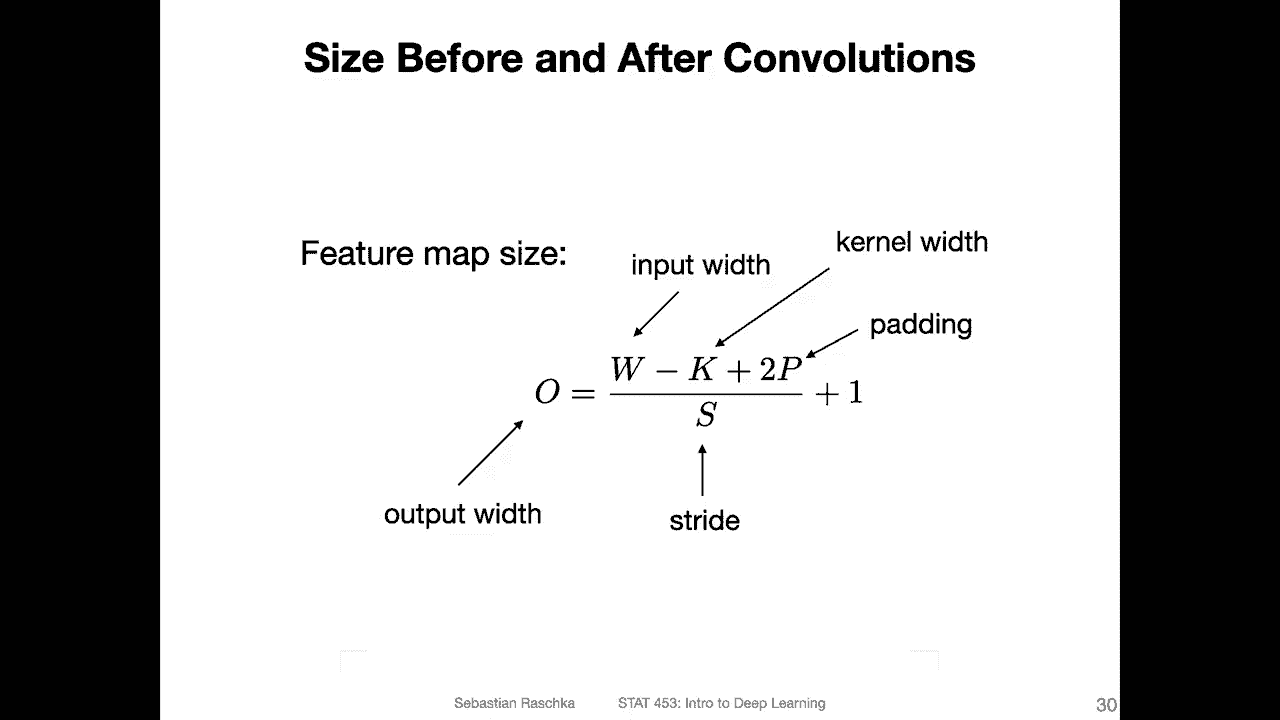 Size Before and After Convolutions
Feature map size:
input width
kernel width
padding
O = \frac{W - K + 2P}{S} + 1
output width
stride
Sebastian Raschka STAT 453: Intro to Deep Learning 30